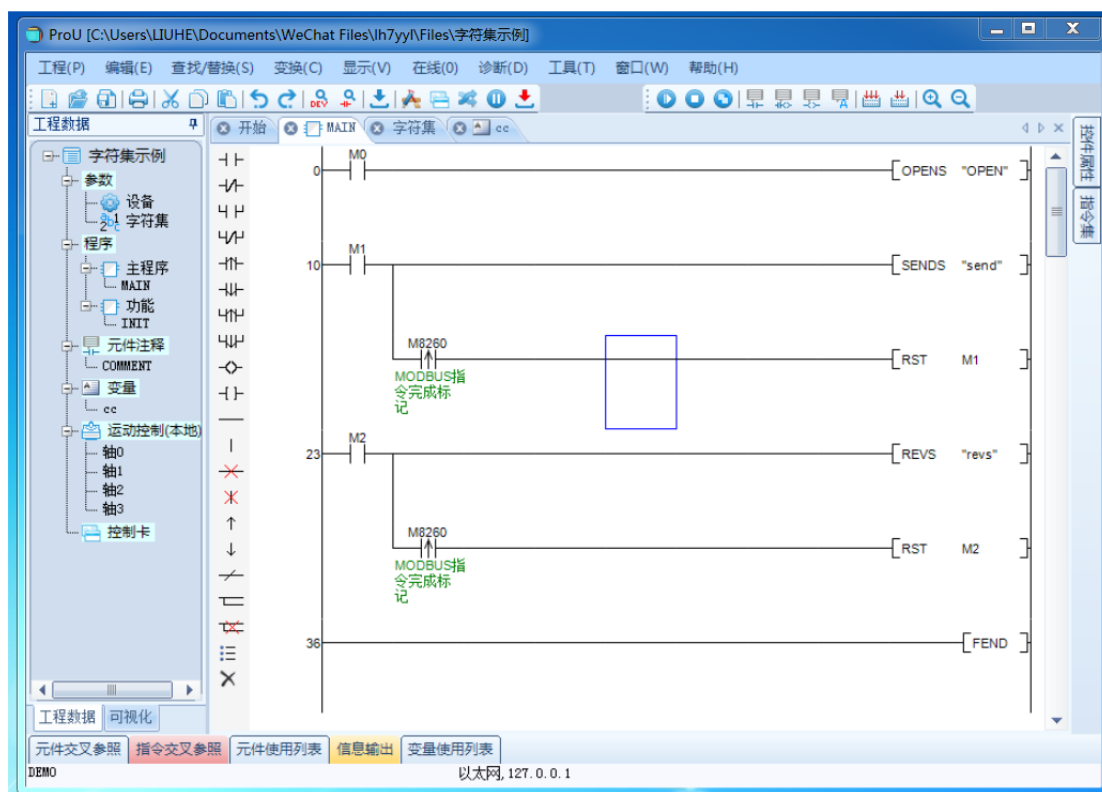 ProU [C:\Users\LIUHE\Documents\WeChat Files\lh7yyl\Files\字符集示例]
工程(P) 编辑(E) 查找/替换(S) 变换(C) 显示(V) 在线(O) 诊断(D) 工具(T) 窗口(W) 帮助(H)
DEV
工程数据
开始 MAIN 字符集 cc
字符集示例
参数
设备
字符集
程序
主程序
MAIN
功能
INIT
元件注释
COMMENT
变量
cc
运动控制(本地)
轴0
轴1
轴2
轴3
控制卡
工程数据 可视化
0 M0 OPENS "OPEN"
10 M1 SENDS "send"
M8260 RST M1
MODBUS指
令完成标
记
23 M2 REVS "revs"
M8260 RST M2
MODBUS指
令完成标
记
36 FEND
控件属性
指令集
元件交叉参照 指令交叉参照 元件使用列表 信息输出 变量使用列表
DEMO 以太网,127.0.0.1